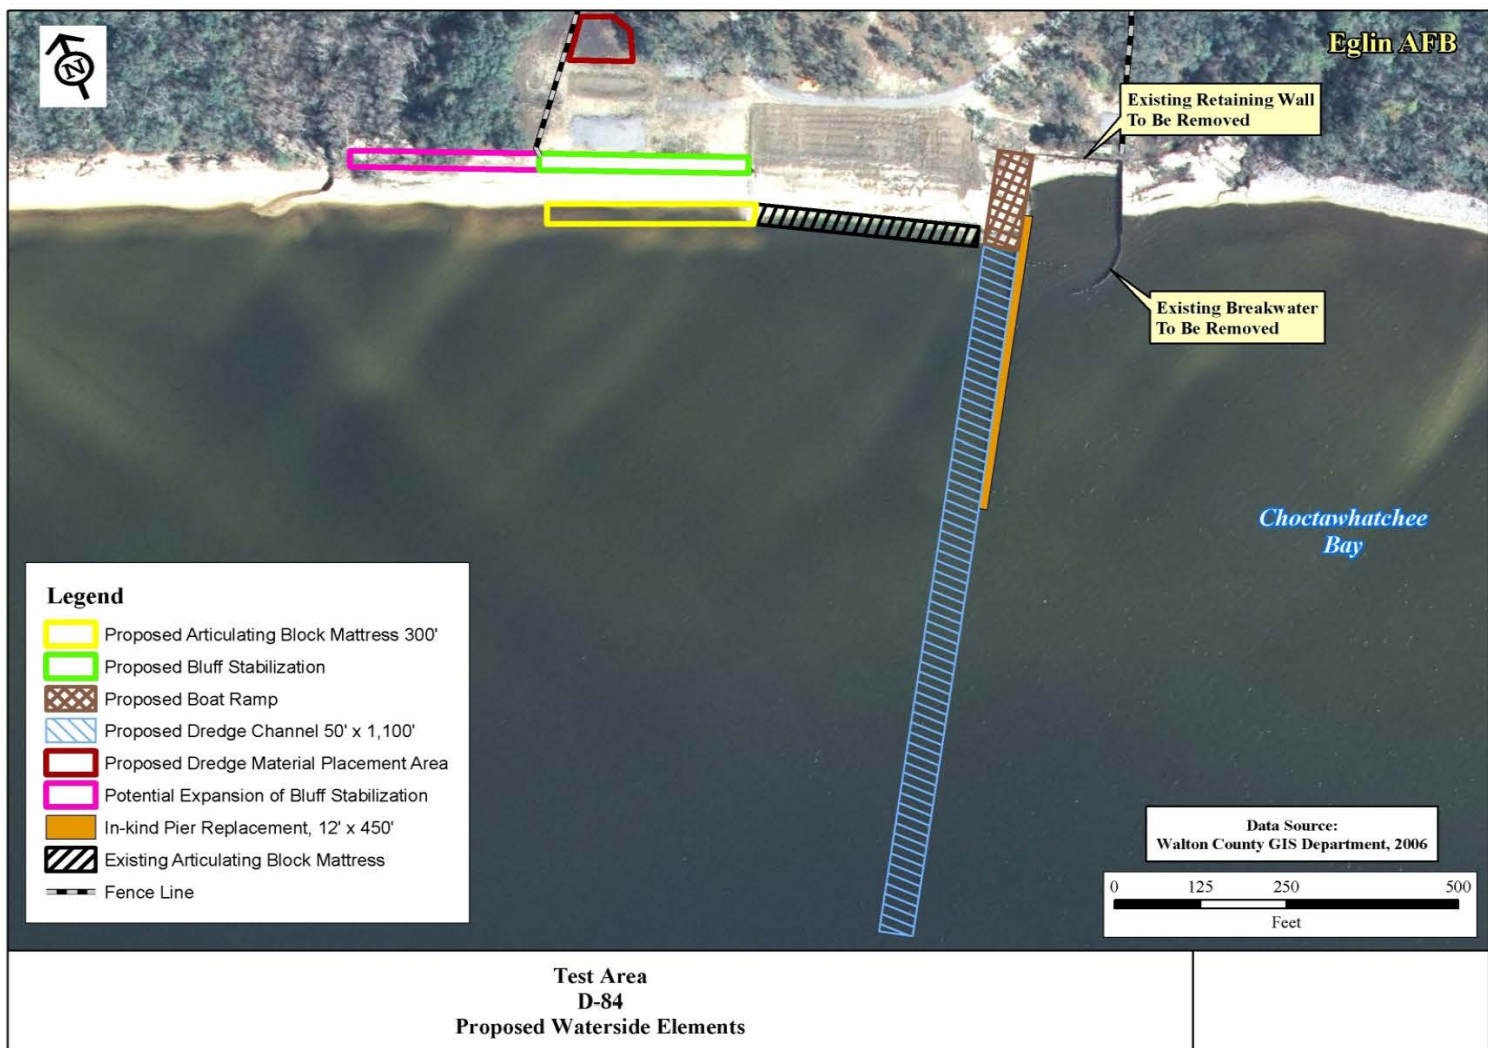 N
Eglin AFB
Existing Retaining Wall
To Be Removed
Existing Breakwater
To Be Removed
Choctawhatchee
Bay
Legend
Proposed Articulating Block Mattress 300'
Proposed Bluff Stabilization
Proposed Boat Ramp
Proposed Dredge Channel 50' x 1,100'
Proposed Dredge Material Placement Area
Potential Expansion of Bluff Stabilization
In-kind Pier Replacement, 12' x 450'
Existing Articulating Block Mattress
Fence Line
Data Source:
Walton County GIS Department, 2006
0 125 250 500
Feet
Test Area
D-84
Proposed Waterside Elements